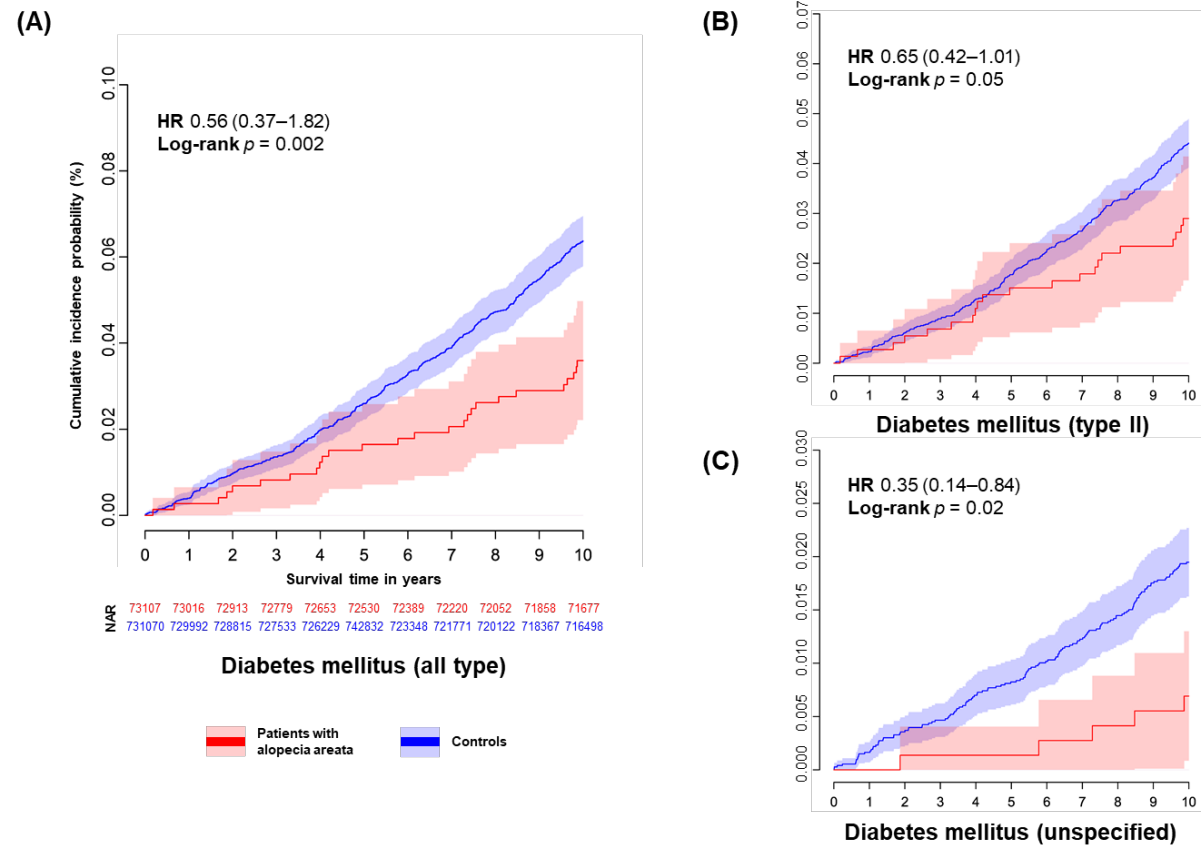 (A)
Cumulative incidence probability (%)
0.10
0.08
0.06
0.04
0.02
0.00
HR 0.56 (0.37–1.82)
Log-rank p = 0.002
0 1 2 3 4 5 6 7 8 9 10
Survival time in years
NAR
73107 73016 72913 72779 72653 72530 72389 72220 72052 71858 71677
731070 729992 728815 727533 726229 742832 723348 721771 720122 718367 716498
Diabetes mellitus (all type)
Patients with
alopecia areata
Controls
(B)
0.07
0.06
0.05
0.04
0.03
0.02
0.01
0.00
HR 0.65 (0.42–1.01)
Log-rank p = 0.05
0 1 2 3 4 5 6 7 8 9 10
Diabetes mellitus (type II)
(C)
0.030
0.025
0.020
0.015
0.010
0.005
0.000
HR 0.35 (0.14–0.84)
Log-rank p = 0.02
0 1 2 3 4 5 6 7 8 9 10
Diabetes mellitus (unspecified)